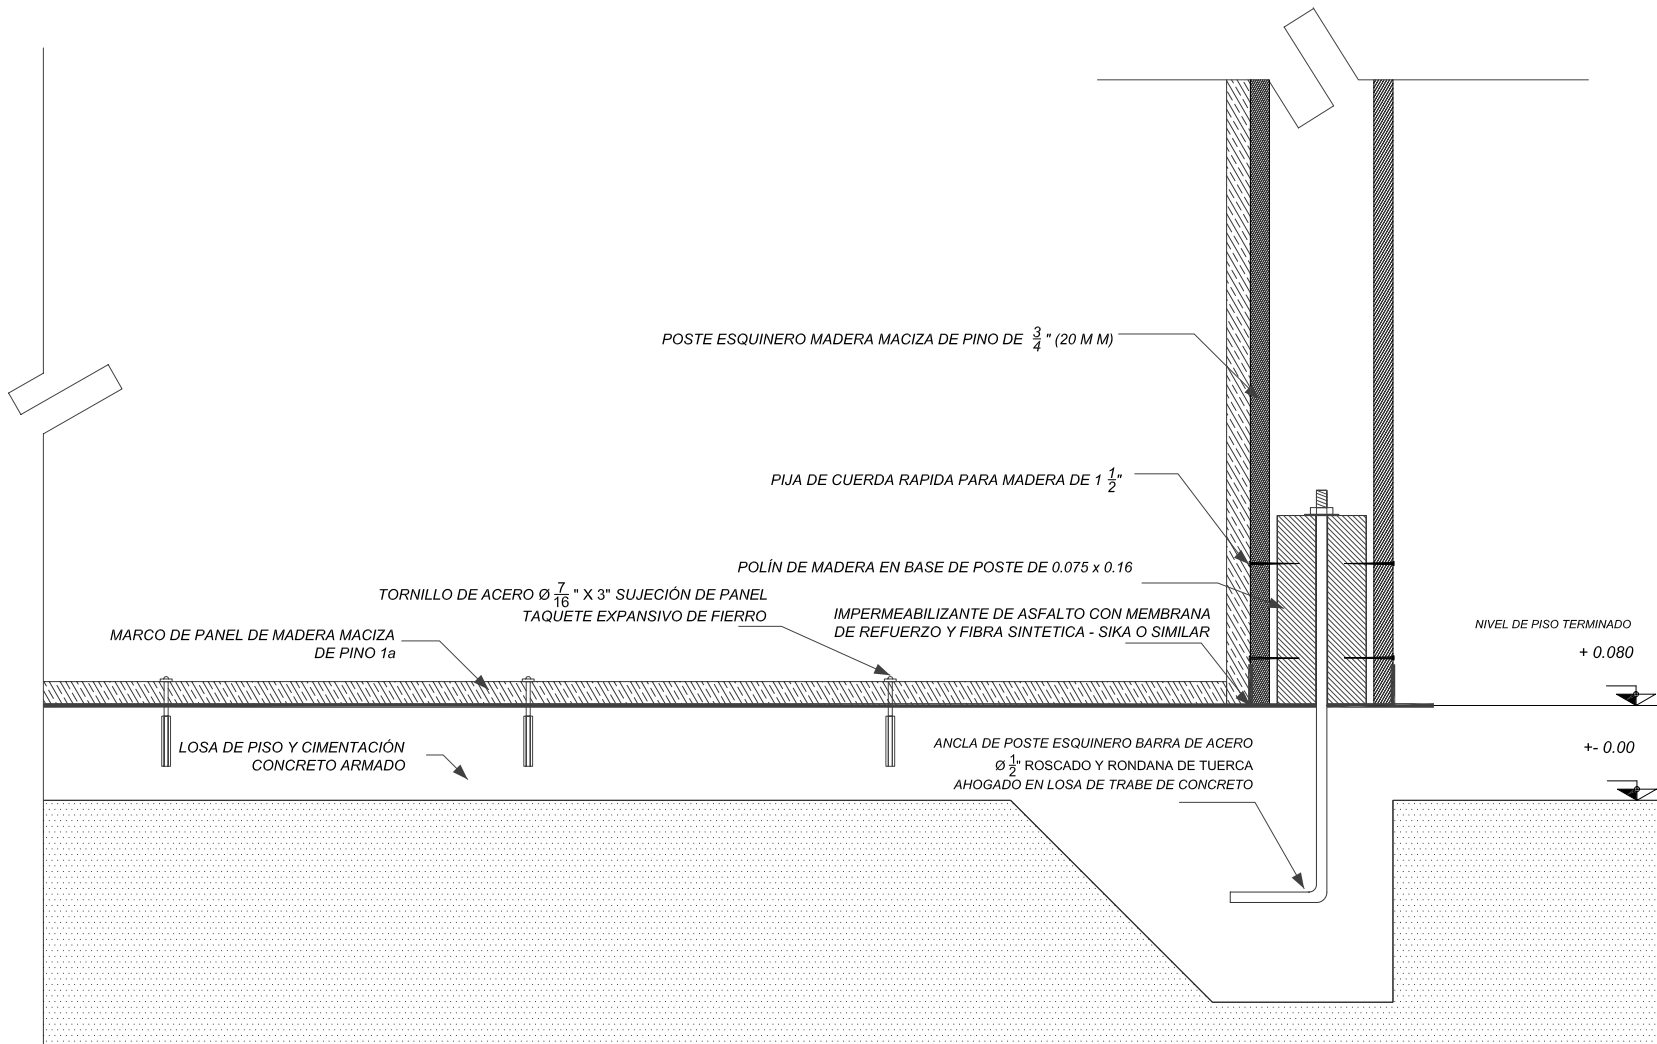 POSTE ESQUINERO MADERA MACIZA DE PINO DE 3/4 " (20 M M)
PIJA DE CUERDA RAPIDA PARA MADERA DE 1 1/2"
POLÍN DE MADERA EN BASE DE POSTE DE 0.075 x 0.16
TORNILLO DE ACERO Ø 7/16 " X 3" SUJECIÓN DE PANEL
TAQUETE EXPANSIVO DE FIERRO
IMPERMEABILIZANTE DE ASFALTO CON MEMBRANA
DE REFUERZO Y FIBRA SINTETICA - SIKA O SIMILAR
MARCO DE PANEL DE MADERA MACIZA
DE PINO 1a
NIVEL DE PISO TERMINADO
+ 0.080
LOSA DE PISO Y CIMENTACIÓN
CONCRETO ARMADO
ANCLA DE POSTE ESQUINERO BARRA DE ACERO
Ø 1/2" ROSCADO Y RONDANA DE TUERCA
AHOGADO EN LOSA DE TRABE DE CONCRETO
+- 0.00